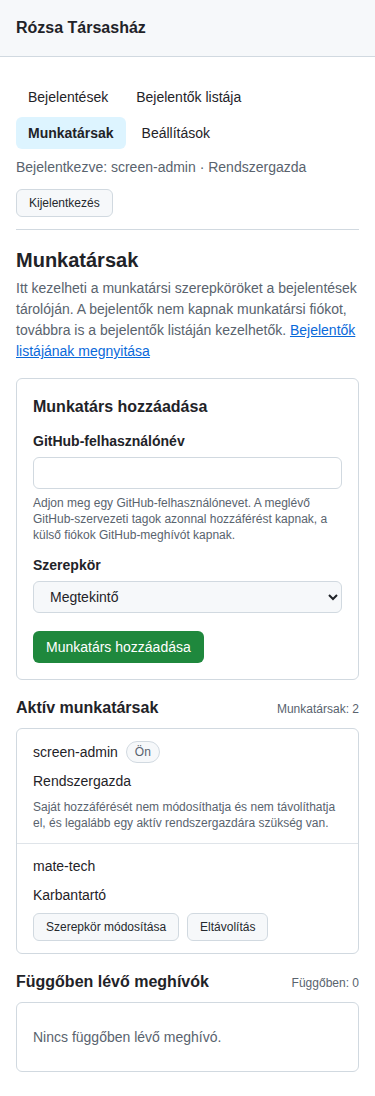 Rózsa Társasház
Bejelentések
Bejelentők listája
Munkatársak
Beállítások
Bejelentkezve: screen-admin · Rendszergazda
Kijelentkezés
Munkatársak
Itt kezelheti a munkatársi szerepköröket a bejelentések
tárolóján. A bejelentők nem kapnak munkatársi fiókot,
továbbra is a bejelentők listáján kezelhetők. Bejelentők
listájának megnyitása
Munkatárs hozzáadása
GitHub-felhasználónév
Adjon meg egy GitHub-felhasználónevet. A meglévő
GitHub-szervezeti tagok azonnal hozzáférést kapnak, a
külső fiókok GitHub-meghívót kapnak.
Szerepkör
Megtekintő
Munkatárs hozzáadása
Aktív munkatársak
Munkatársak: 2
screen-admin Ön
Rendszergazda
Saját hozzáférését nem módosíthatja és nem távolíthatja
el, és legalább egy aktív rendszergazdára szükség van.
mate-tech
Karbantartó
Szerepkör módosítása
Eltávolítás
Függőben lévő meghívók
Függőben: 0
Nincs függőben lévő meghívó.